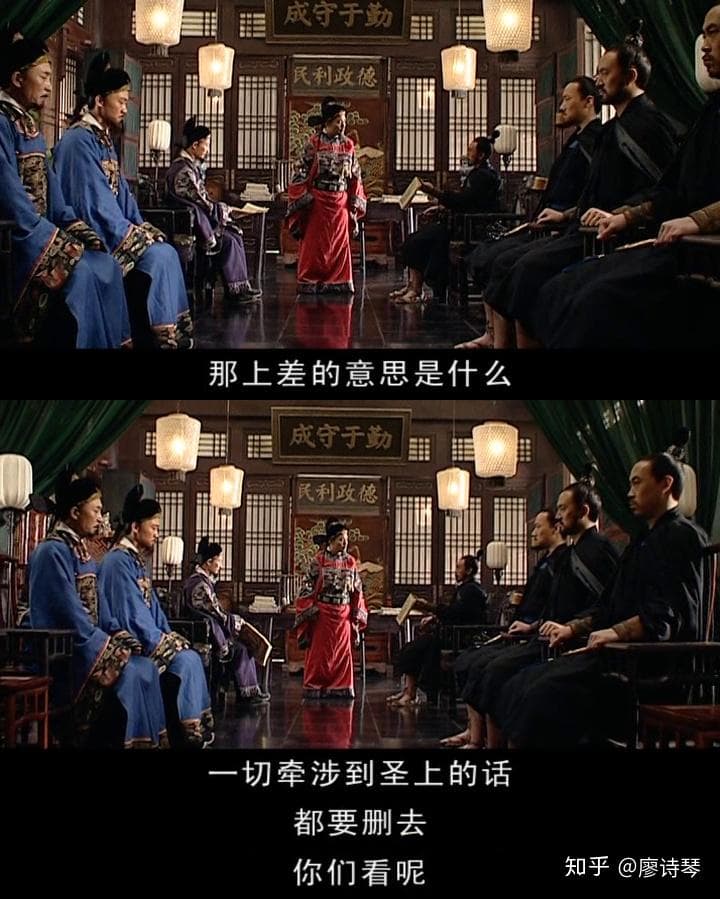 成守于勤
民利政德
那上差的意思是什么
成守于勤
民利政德
一切牵涉到圣上的话
都要删去
你们看呢
知乎 @廖诗琴